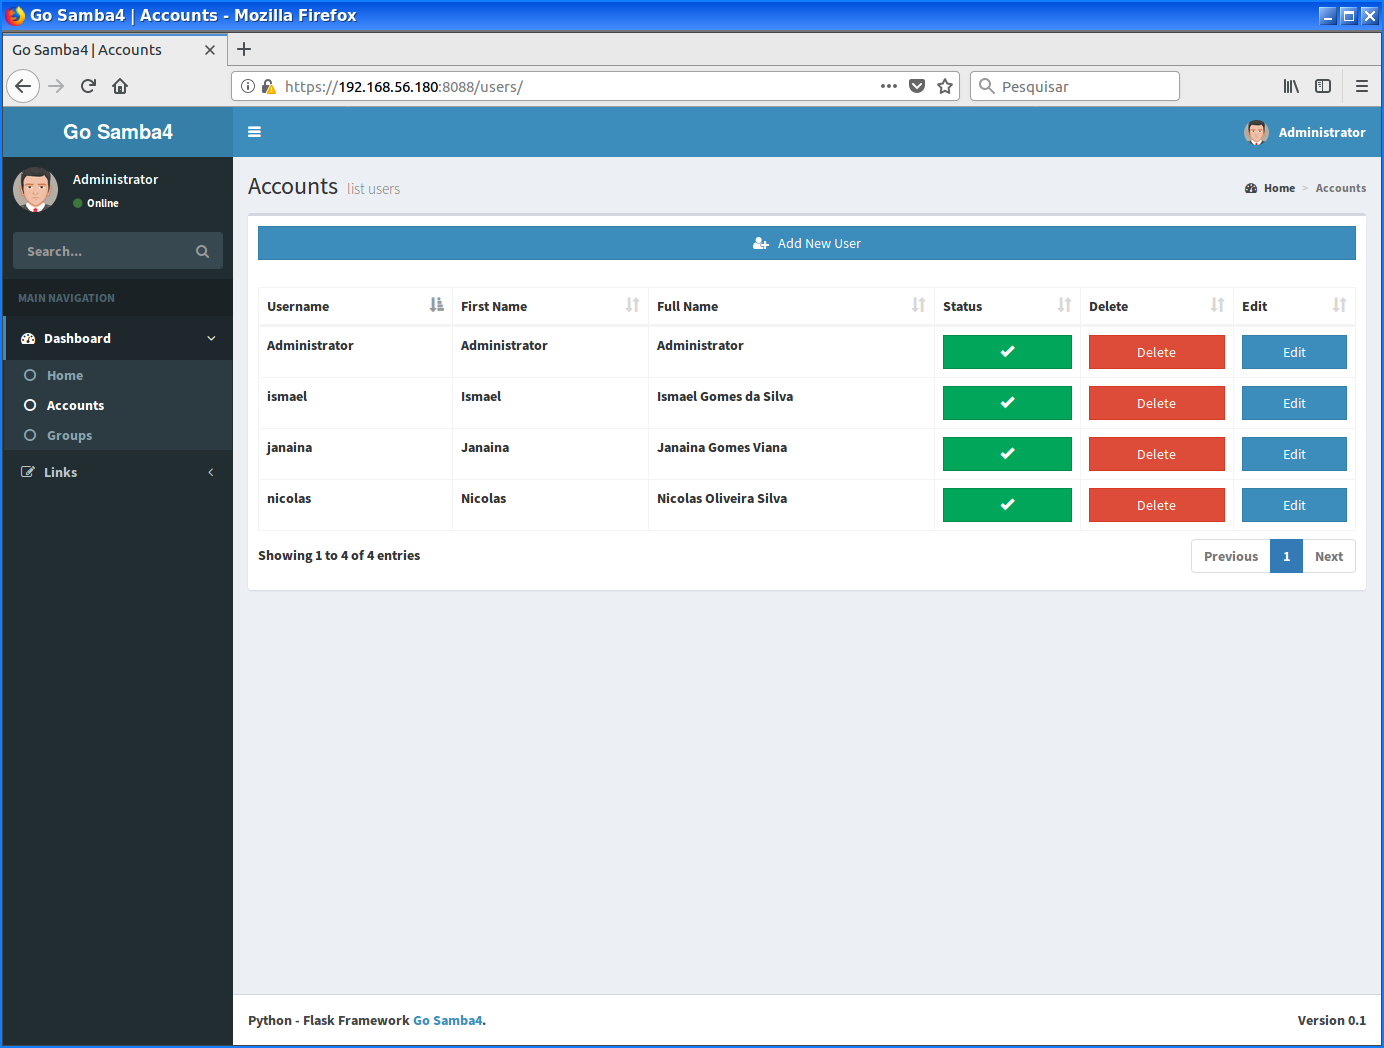 Go Samba4 | Accounts - Mozilla Firefox
Go Samba4 | Accounts
https://192.168.56.180:8088/users/
Pesquisar
Go Samba4
Administrator
Administrator
Online
Search...
MAIN NAVIGATION
Dashboard
Home
Accounts
Groups
Links
Accounts list users
Home > Accounts
Add New User
Username First Name Full Name Status Delete Edit
Administrator Administrator Administrator Delete Edit
ismael Ismael Ismael Gomes da Silva Delete Edit
janaina Janaina Janaina Gomes Viana Delete Edit
nicolas Nicolas Nicolas Oliveira Silva Delete Edit
Showing 1 to 4 of 4 entries
Previous 1 Next
Python - Flask Framework Go Samba4.
Version 0.1